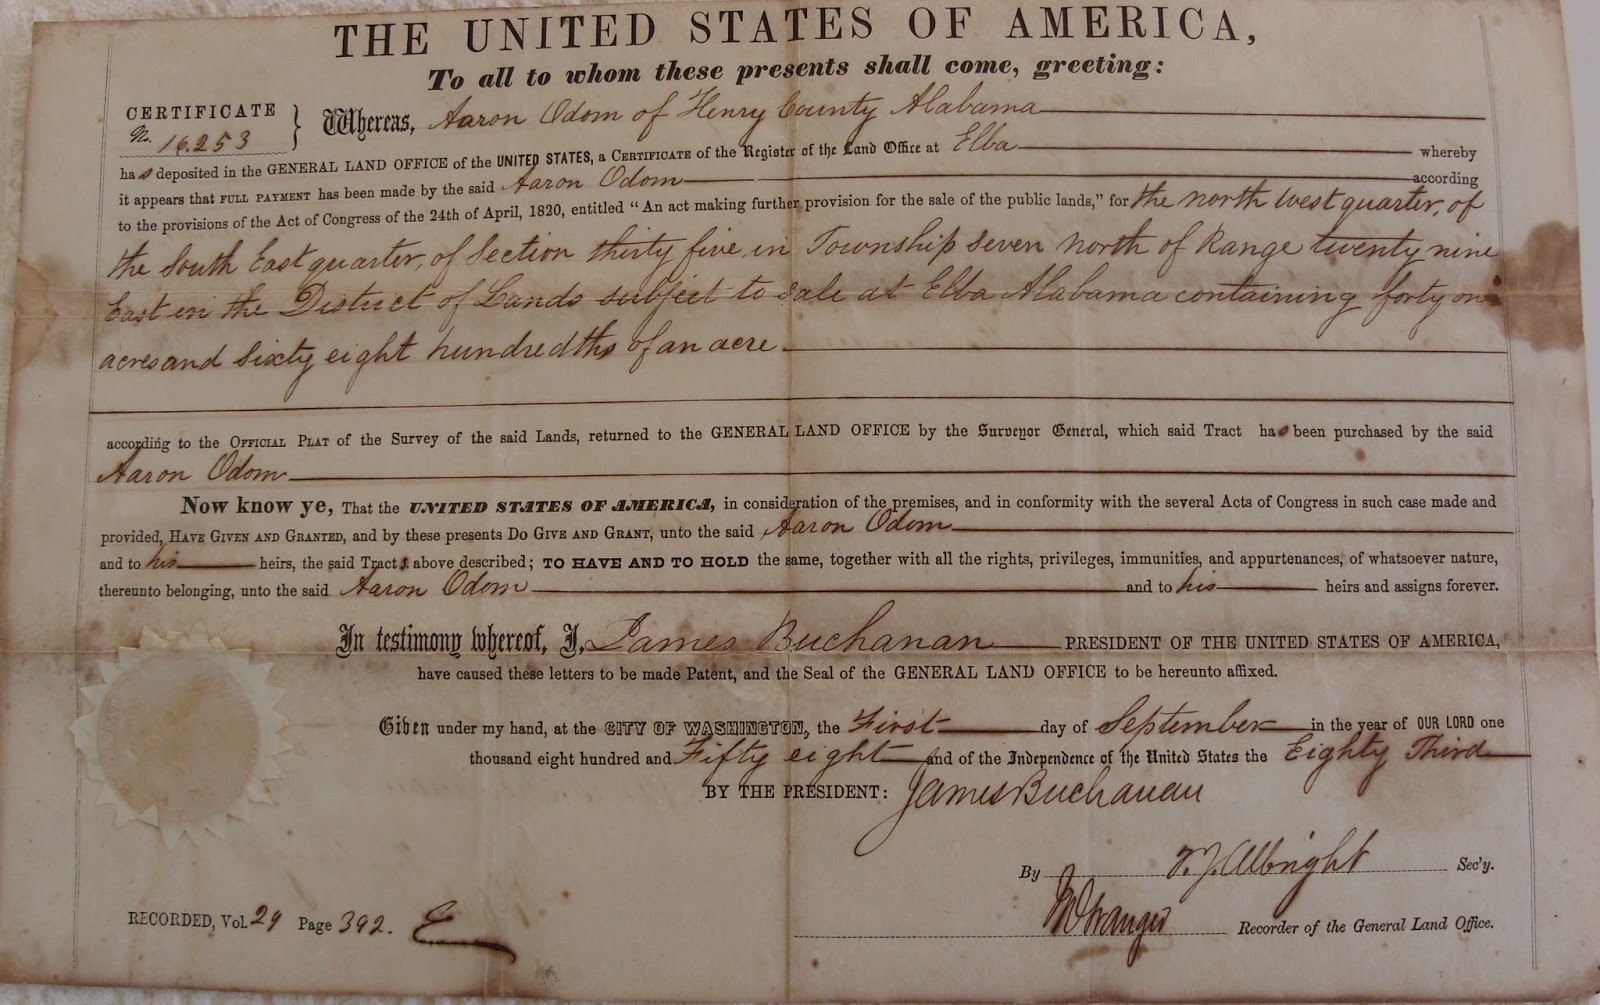 THE UNITED STATES OF AMERICA,
To all to whom these presents shall come, greeting:
CERTIFICATE
No. 16.253
Whereas, Aaron Odom of Henry County Alabama
has deposited in the GENERAL LAND OFFICE of the UNITED STATES, a CERTIFICATE of the Register of the Land Office at Elba whereby
it appears that FULL PAYMENT has been made by the said Aaron Odom according
to the provisions of the Act of Congress of the 24th of April, 1820, entitled "An act making further provision for the sale of the public lands," for the north West quarter, of
the South East quarter, of Section thirty five, in Township seven north of Range twenty nine
East in the District of Lands subject to sale at Elba Alabama containing forty one
acres and sixty eight hundredths of an acre.
according to the OFFICIAL PLAT of the Survey of the said Lands, returned to the GENERAL LAND OFFICE by the Surveyor General, which said Tract has been purchased by the said
Aaron Odom
Now know ye, That the UNITED STATES OF AMERICA, in consideration of the premises, and in conformity with the several Acts of Congress in such case made and
provided, HAVE GIVEN AND GRANTED, and by these presents DO GIVE AND GRANT, unto the said Aaron Odom
and to his heirs, the said Tract above described; TO HAVE AND TO HOLD the same, together with all the rights, privileges, immunities, and appurtenances, of whatsoever nature,
thereunto belonging, unto the said Aaron Odom and to his heirs and assigns forever.
In testimony whereof, I, James Buchanan PRESIDENT OF THE UNITED STATES OF AMERICA,
have caused these letters to be made Patent, and the Seal of the GENERAL LAND OFFICE to be hereunto affixed.
Given under my hand, at the CITY OF WASHINGTON, the First day of September in the year of OUR LORD one
thousand eight hundred and Fifty eight and of the Independence of the United States the Eighty Third
BY THE PRESIDENT: James Buchanan
By T. J. Albright Sec'y.
RECORDED, Vol. 29 Page 392.
Recorder of the General Land Office.